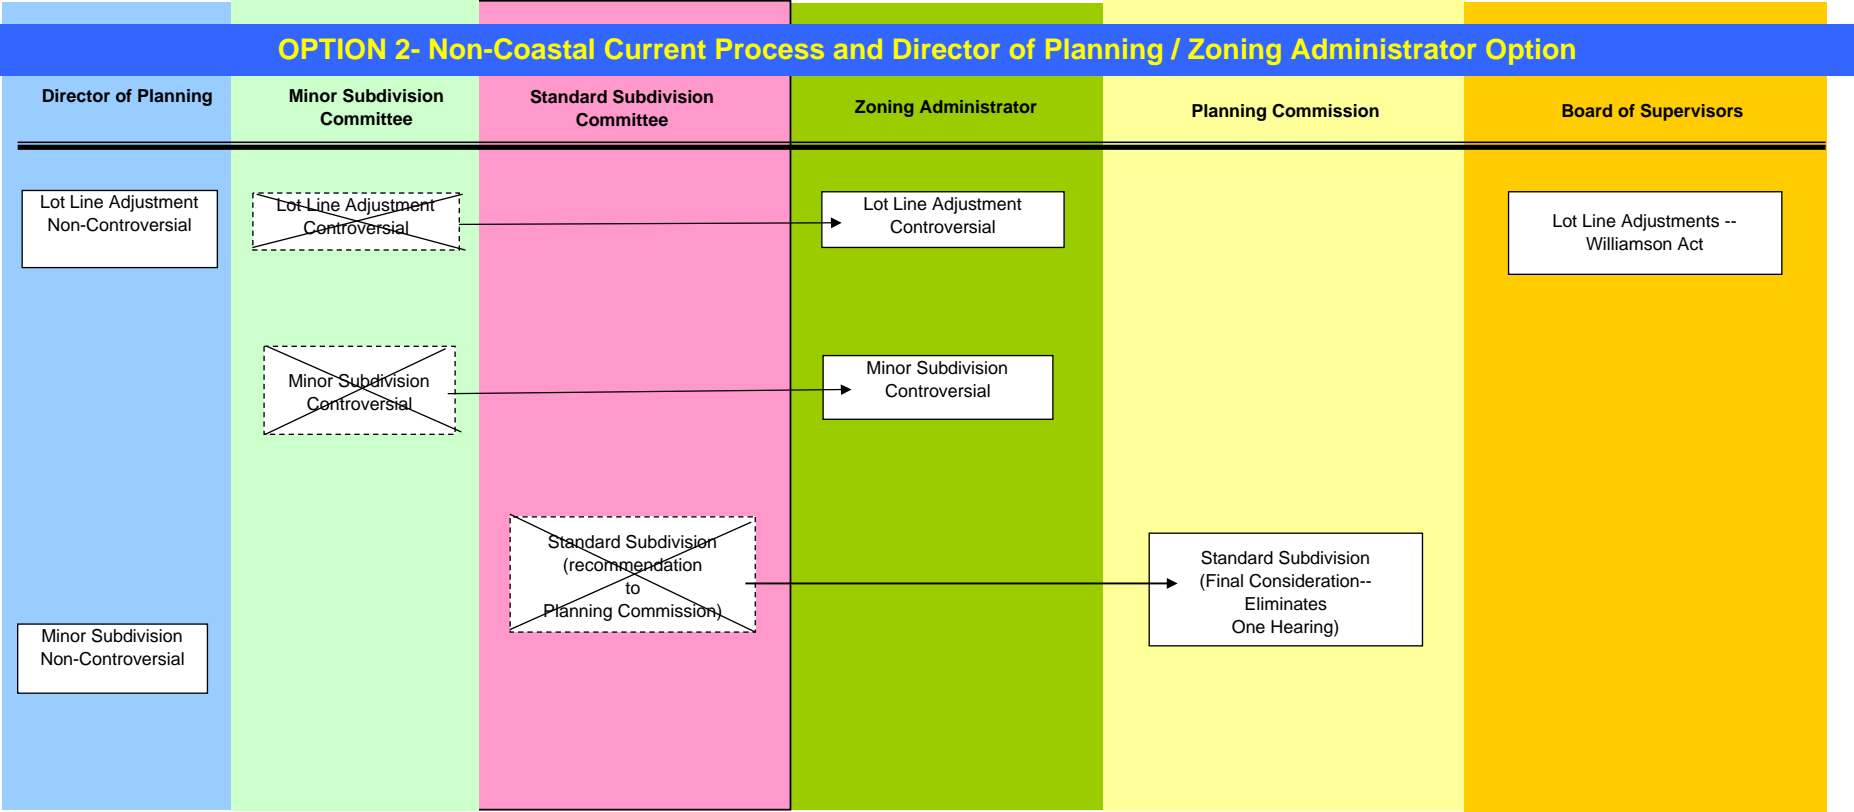 OPTION 2- Non-Coastal Current Process and Director of Planning / Zoning Administrator Option
Director of Planning
Minor Subdivision
Committee
Standard Subdivision
Committee
Zoning Administrator
Planning Commission
Board of Supervisors
Lot Line Adjustment
Non-Controversial
Lot Line Adjustment
Controversial
Lot Line Adjustment
Controversial
Lot Line Adjustments --
Williamson Act
Minor Subdivision
Controversial
Minor Subdivision
Controversial
Standard Subdivision
(recommendation
to
Planning Commission)
Standard Subdivision
(Final Consideration--
Eliminates
One Hearing)
Minor Subdivision
Non-Controversial